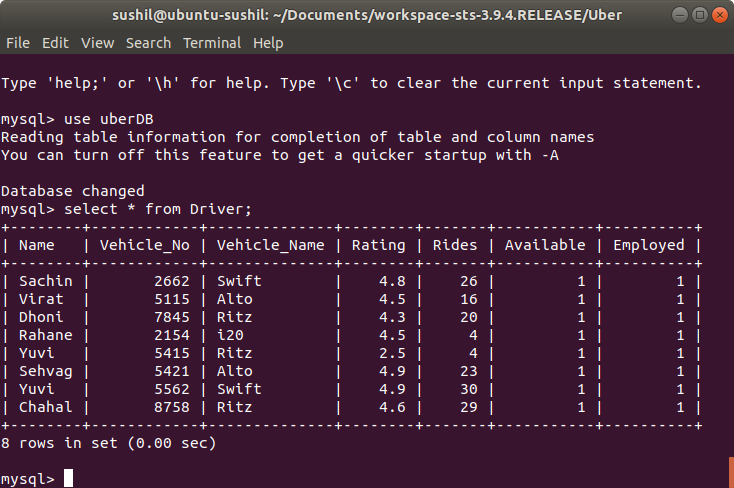 sushil@ubuntu-sushil: ~/Documents/workspace-sts-3.9.4.RELEASE/Uber
File Edit View Search Terminal Help
Type 'help;' or '\h' for help. Type '\c' to clear the current input statement.
mysql> use uberDB
Reading table information for completion of table and column names
You can turn off this feature to get a quicker startup with -A
Database changed
mysql> select * from Driver;
+--------+------------+--------------+--------+-------+-----------+----------+
| Name   | Vehicle_No | Vehicle_Name | Rating | Rides | Available | Employed |
+--------+------------+--------------+--------+-------+-----------+----------+
| Sachin |       2662 | Swift        |    4.8 |    26 |         1 |        1 |
| Virat  |       5115 | Alto         |    4.5 |    16 |         1 |        1 |
| Dhoni  |       7845 | Ritz         |    4.3 |    20 |         1 |        1 |
| Rahane |       2154 | i20          |    4.5 |     4 |         1 |        1 |
| Yuvi   |       5415 | Ritz         |    2.5 |     4 |         1 |        1 |
| Sehvag |       5421 | Alto         |    4.9 |    23 |         1 |        1 |
| Yuvi   |       5562 | Swift        |    4.9 |    30 |         1 |        1 |
| Chahal |       8758 | Ritz         |    4.6 |    29 |         1 |        1 |
+--------+------------+--------------+--------+-------+-----------+----------+
8 rows in set (0.00 sec)
mysql>